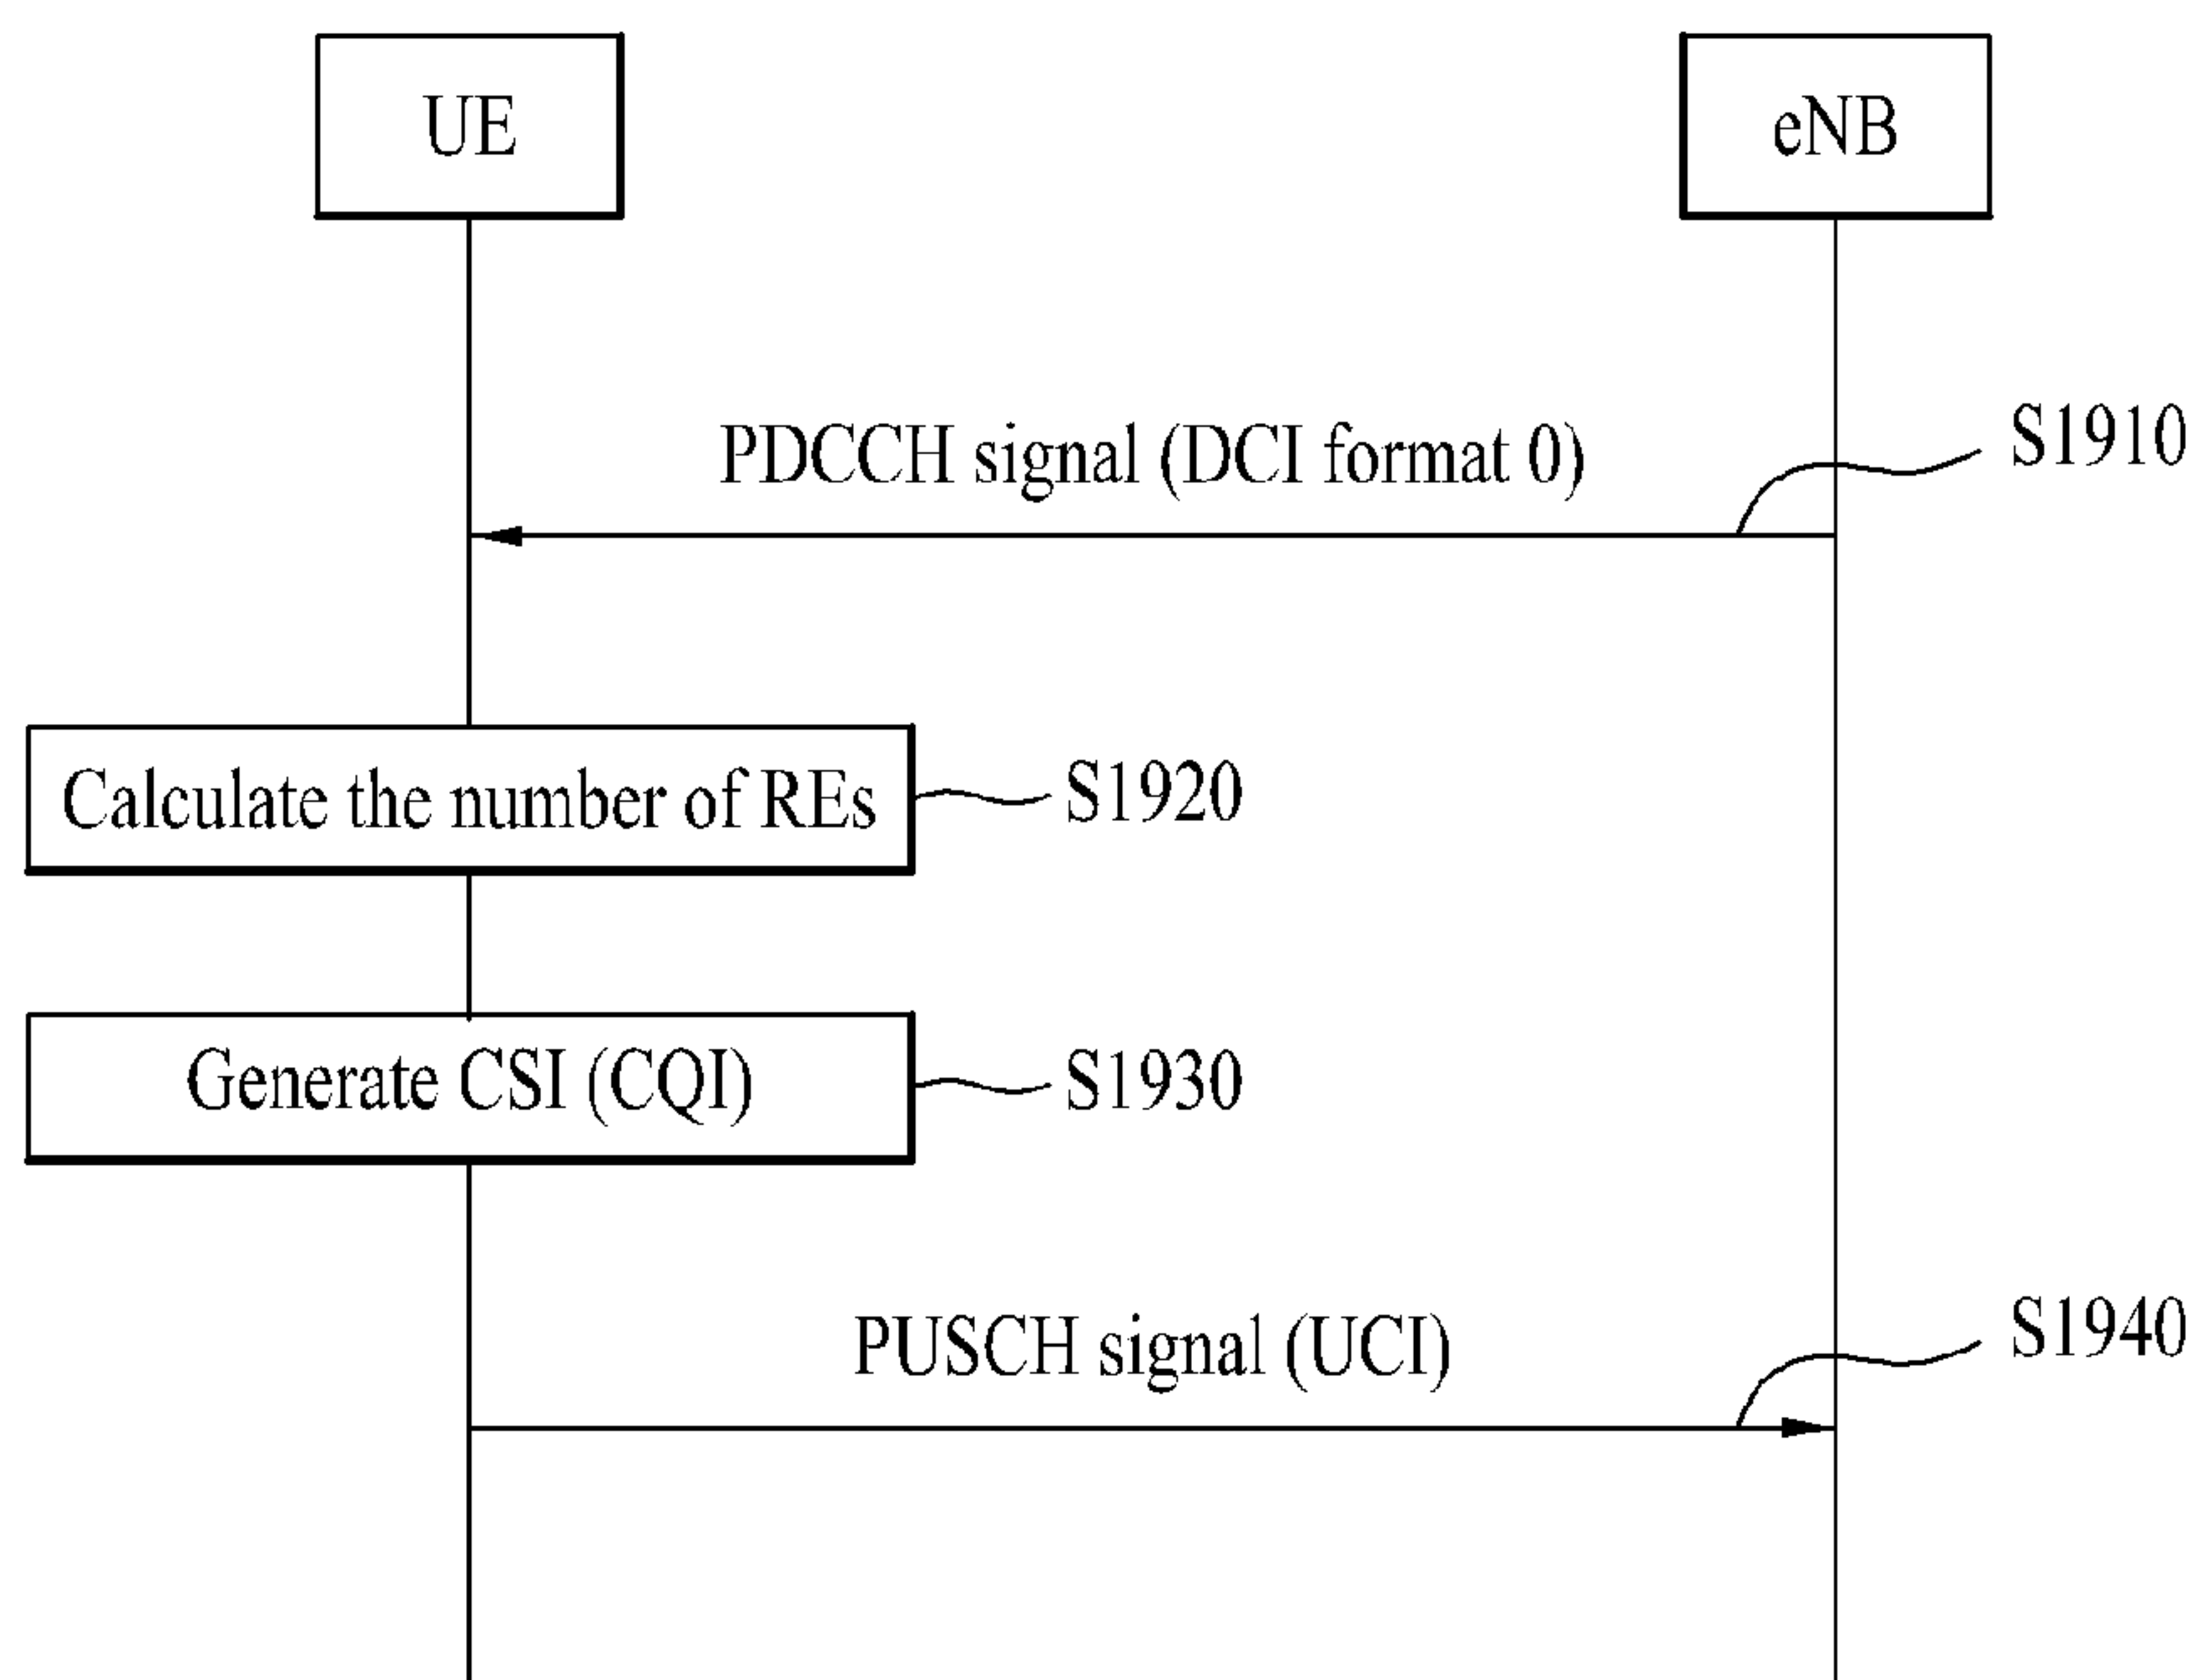 UE
eNB
PDCCH signal (DCI format 0)
S1910
Calculate the number of REs
S1920
Generate CSI (CQI)
S1930
PUSCH signal (UCI)
S1940